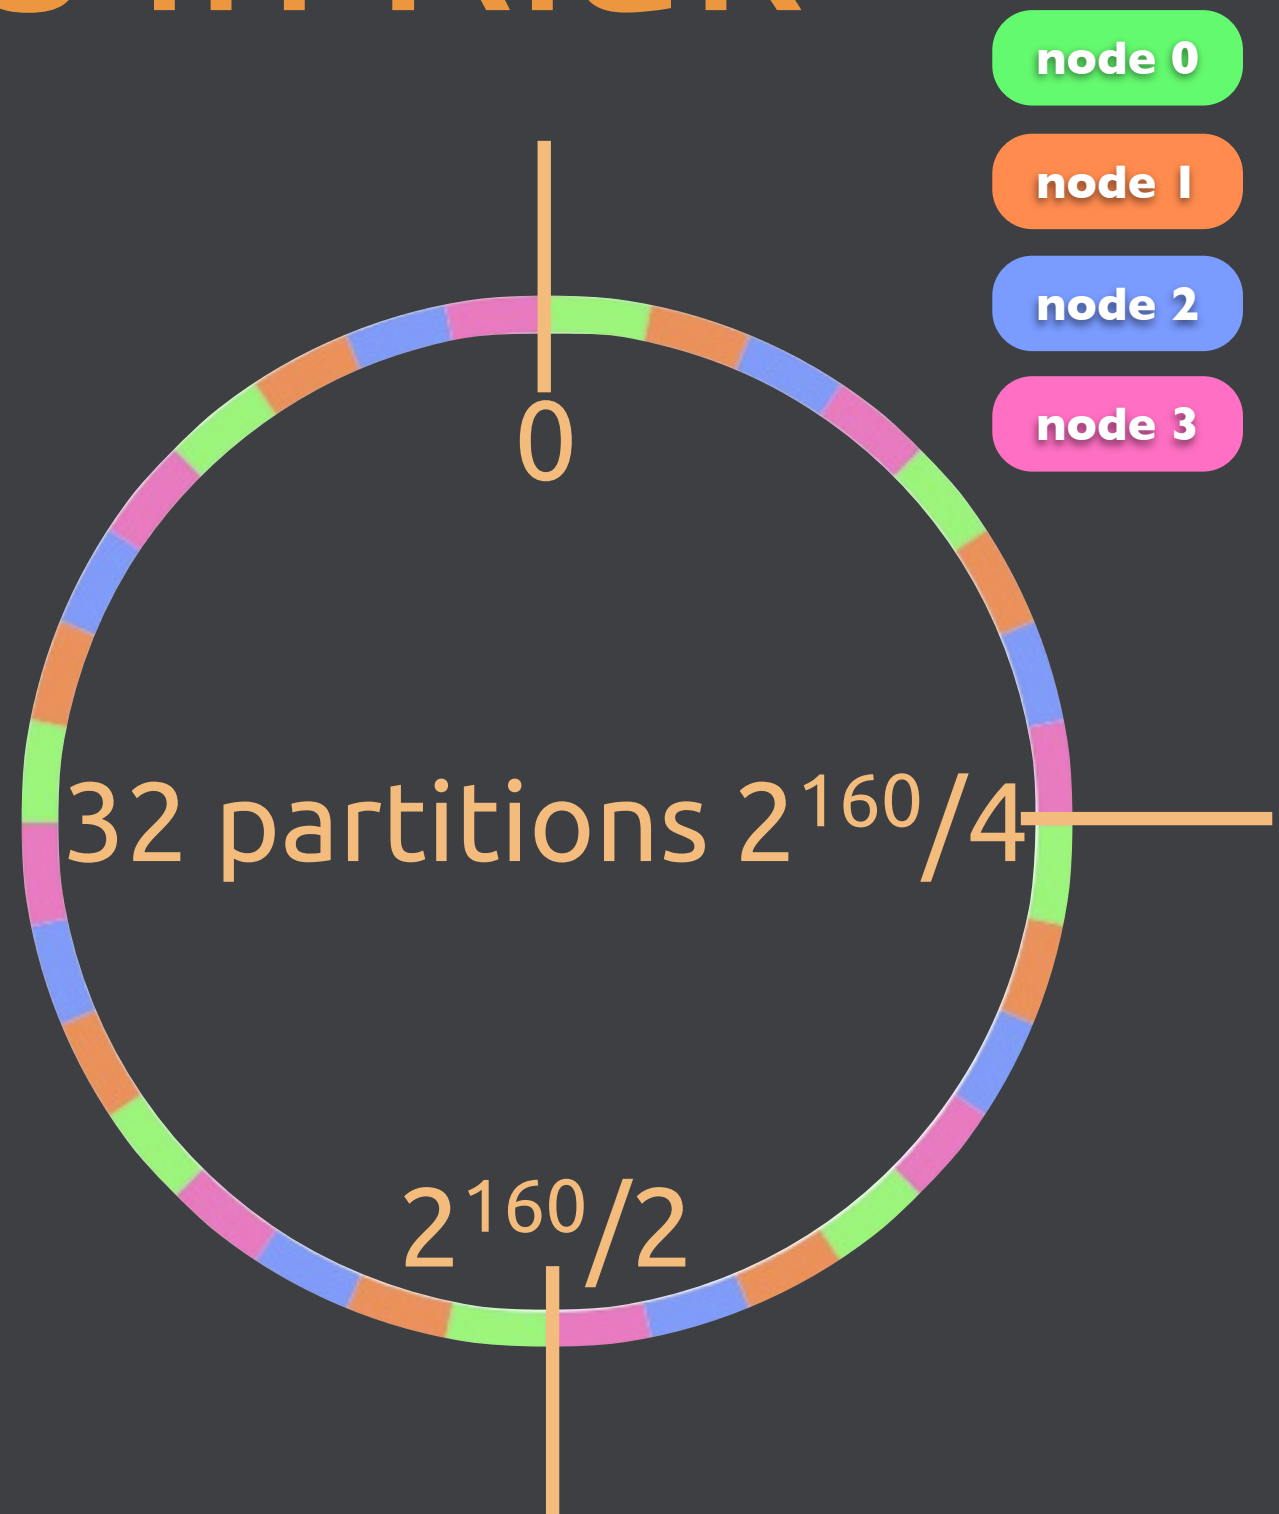 node 0
node 1
node 2
node 3
0
32 partitions 2¹⁶⁰/4
2¹⁶⁰/2